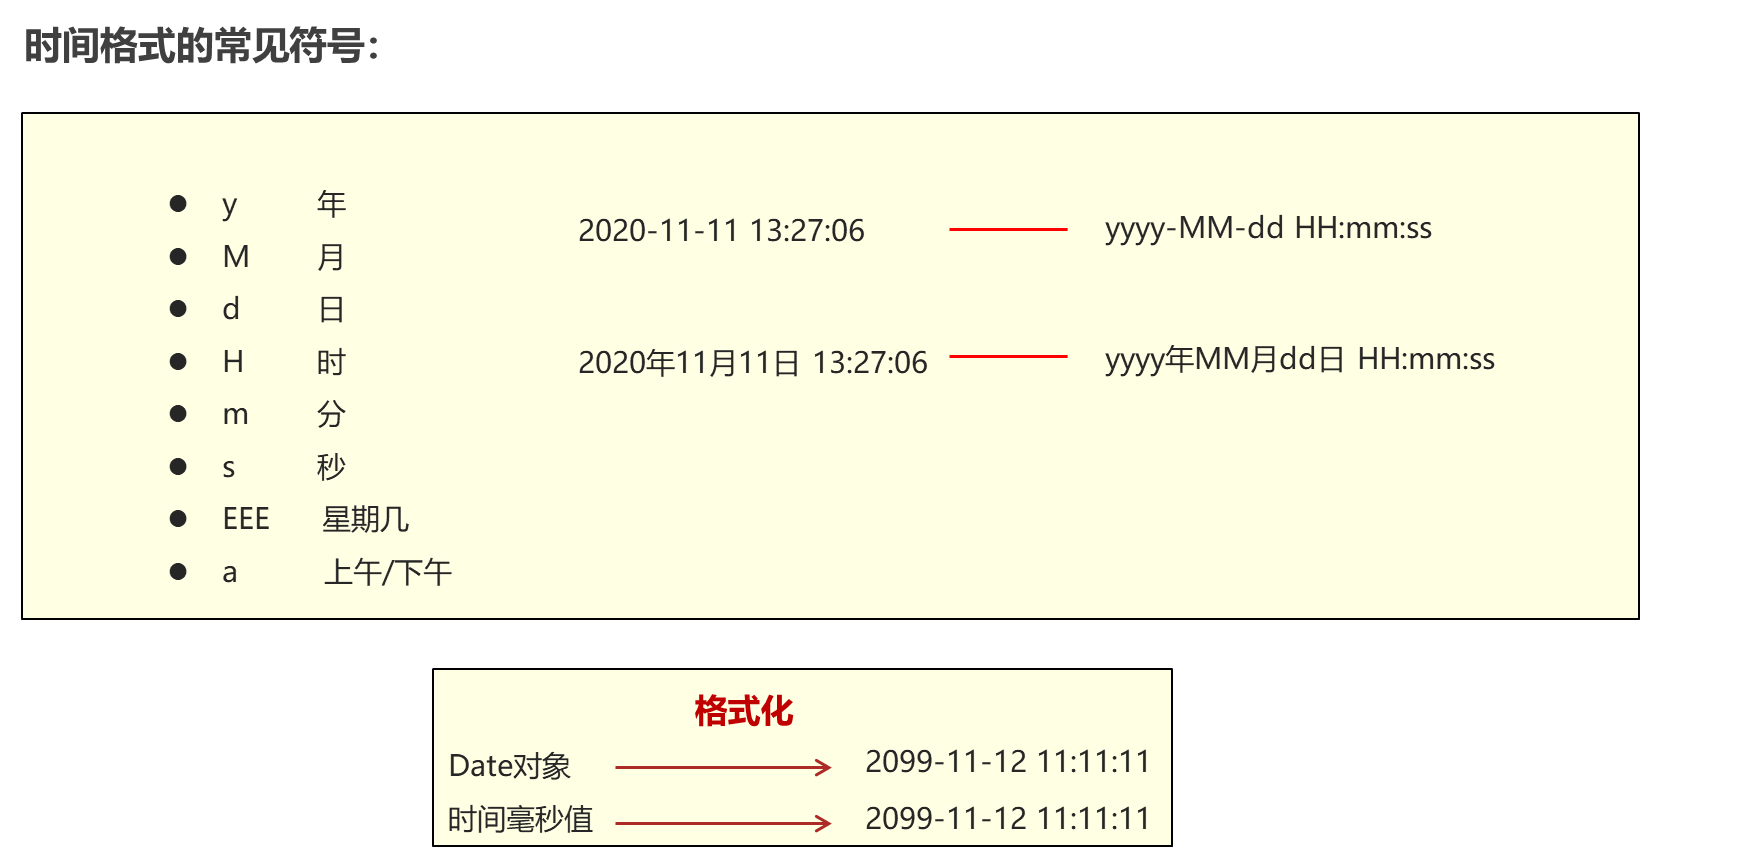 时间格式的常见符号：
● y 年
● M 月
● d 日
● H 时
● m 分
● s 秒
● EEE 星期几
● a 上午/下午
2020-11-11 13:27:06 yyyy-MM-dd HH:mm:ss
2020年11月11日 13:27:06 yyyy年MM月dd日 HH:mm:ss
格式化
Date对象 2099-11-12 11:11:11
时间毫秒值 2099-11-12 11:11:11